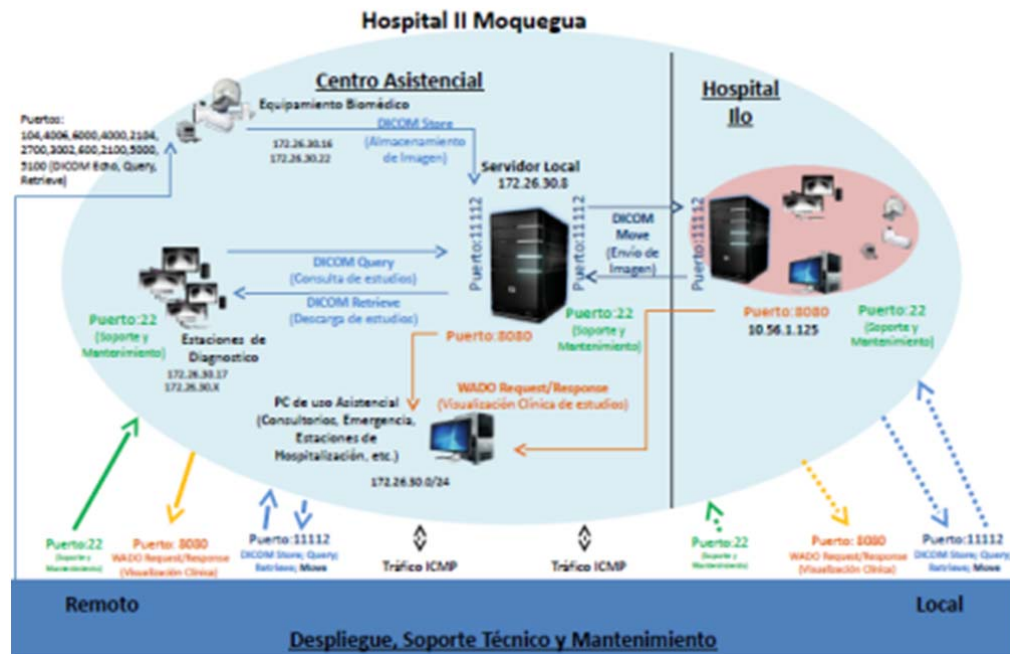 Hospital II Moquegua
Centro Asistencial
Hospital
Ilo
Equipamiento Biomédico
172.26.30.16
172.26.30.22
DICOM Store
(Almacenamiento
de Imagen)
Puertos:
104,4006,6000,4000,2104,
2700,3002,600,2100,5000,
(DICOM Echo, Query,
Retrieve)
Servidor Local
172.26.30.8
Puerto:11112
Puerto:11112
DICOM
Move
(Envío de
Imagen)
Puerto:11112
DICOM Query
(Consulta de estudios)
DICOM Retrieve
(Descarga de estudios)
Puerto:22
(Soporte y
Mantenimiento)
Estaciones de
Diagnostico
172.26.30.17
172.26.30.X
Puerto:8080
Puerto:22
(Soporte y
Mantenimiento)
Puerto:8080
10.56.1.125
Puerto:22
(Soporte y
Mantenimiento)
WADO Request/Response
(Visualización Clínica de estudios)
PC de uso Asistencial
(Consultorios, Emergencia,
Estaciones de
Hospitalización, etc.)
172.26.30.0/24
Puerto:22
(Soporte y
Mantenimiento)
Puerto: 8080
WADO Request/Response
(Visualización Clínica)
Puerto:11112
DICOM Store; Query;
Retrieve; Move
Tráfico ICMP
Tráfico ICMP
Puerto:22
(Soporte y
Mantenimiento)
Puerto: 8080
WADO Request/Response
(Visualización Clínica)
Puerto:11112
DICOM Store; Query;
Retrieve; Move
Remoto
Local
Despliegue, Soporte Técnico y Mantenimiento